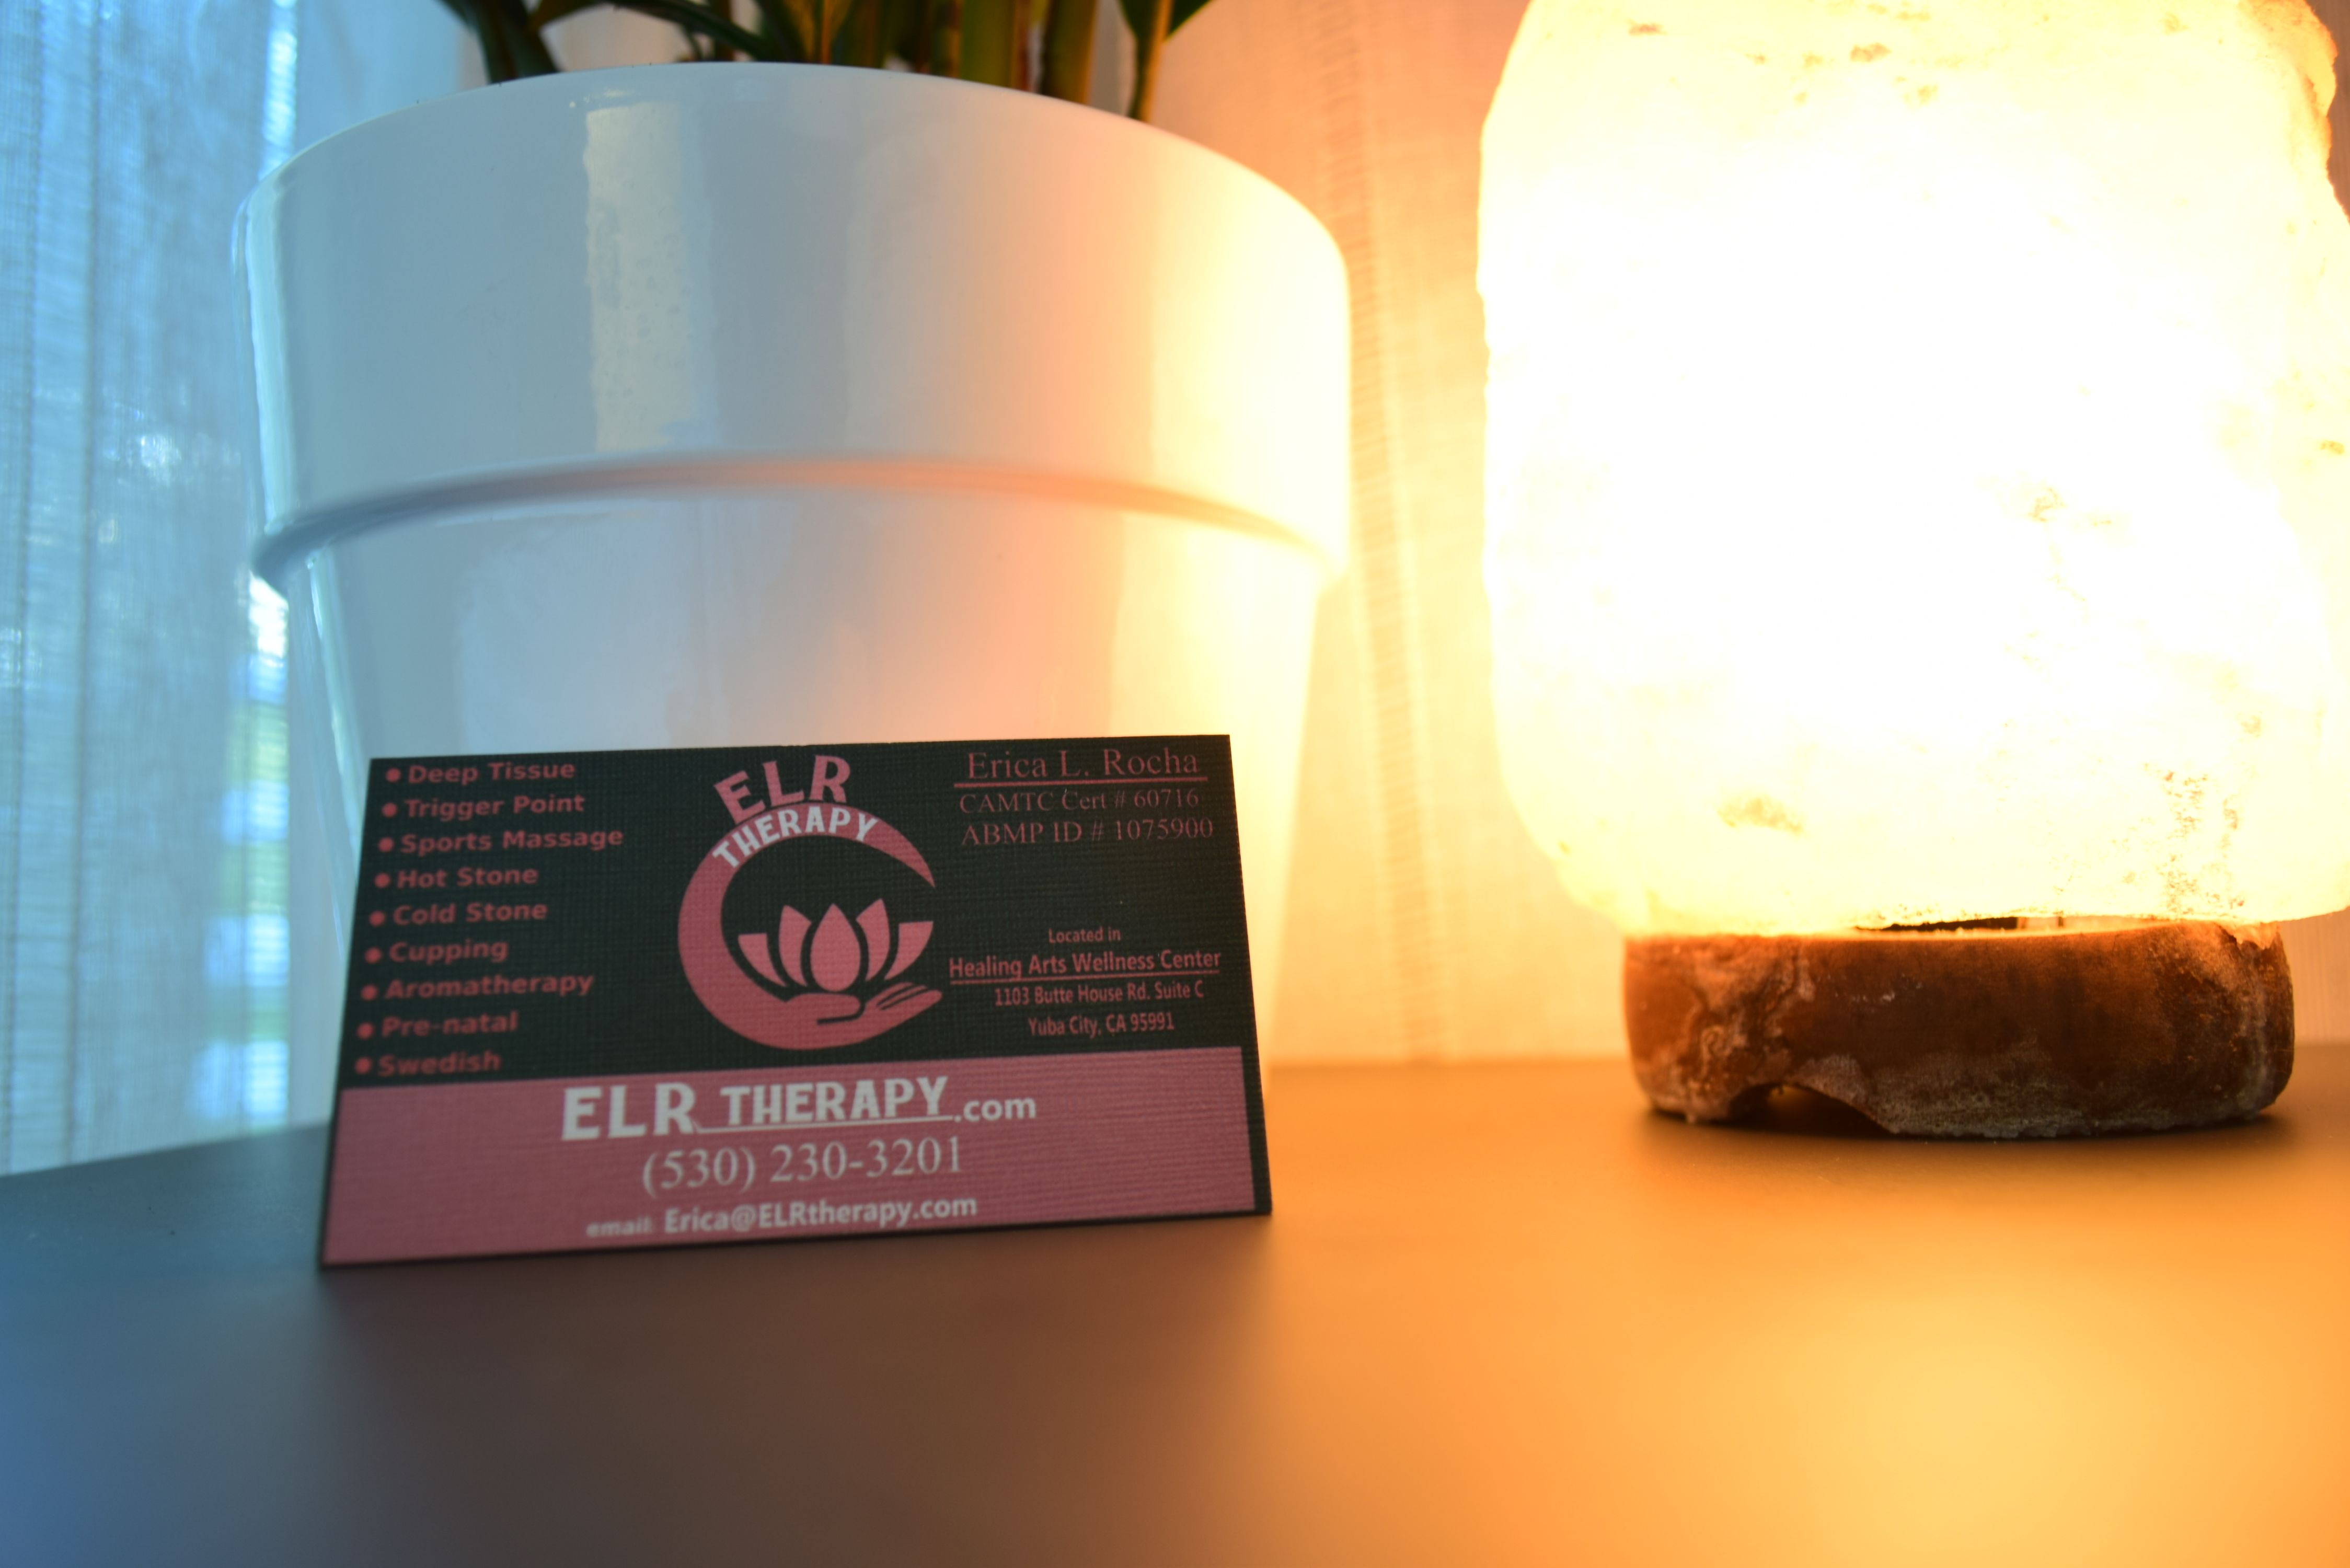 • Deep Tissue
• Trigger Point
• Sports Massage
• Hot Stone
• Cold Stone
• Cupping
• Aromatherapy
• Pre-natal
• Swedish
ELR
THERAPY
Erica L. Rocha
CAMTC Cert # 60716
ABMP ID # 1075900
Located in
Healing Arts Wellness Center
1103 Butte House Rd. Suite C
Yuba City, CA 95991
ELR THERAPY.com
(530) 230-3201
email: Erica@ELRtherapy.com